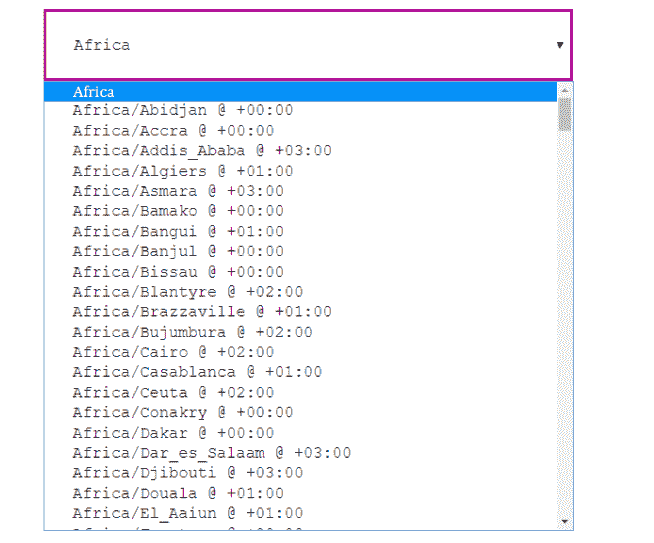 Africa
Africa
Africa/Abidjan @ +00:00
Africa/Accra @ +00:00
Africa/Addis_Ababa @ +03:00
Africa/Algiers @ +01:00
Africa/Asmara @ +03:00
Africa/Bamako @ +00:00
Africa/Bangui @ +01:00
Africa/Banjul @ +00:00
Africa/Bissau @ +00:00
Africa/Blantyre @ +02:00
Africa/Brazzaville @ +01:00
Africa/Bujumbura @ +02:00
Africa/Cairo @ +02:00
Africa/Casablanca @ +01:00
Africa/Ceuta @ +02:00
Africa/Conakry @ +00:00
Africa/Dakar @ +00:00
Africa/Dar_es_Salaam @ +03:00
Africa/Djibouti @ +03:00
Africa/Douala @ +01:00
Africa/El_Aaiun @ +01:00